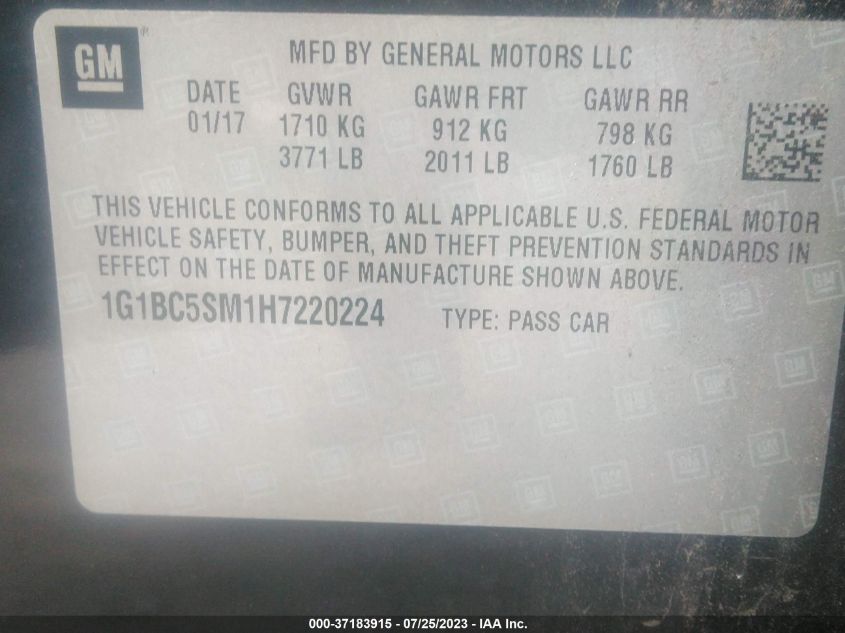 GM®
MFD BY GENERAL MOTORS LLC
DATE GVWR GAWR FRT GAWR RR
01/17 1710 KG 912 KG 798 KG
3771 LB 2011 LB 1760 LB
THIS VEHICLE CONFORMS TO ALL APPLICABLE U.S. FEDERAL MOTOR
VEHICLE SAFETY, BUMPER, AND THEFT PREVENTION STANDARDS IN
EFFECT ON THE DATE OF MANUFACTURE SHOWN ABOVE.
1G1BC5SM1H7220224 TYPE: PASS CAR
000-37183915 - 07/25/2023 - IAA Inc.